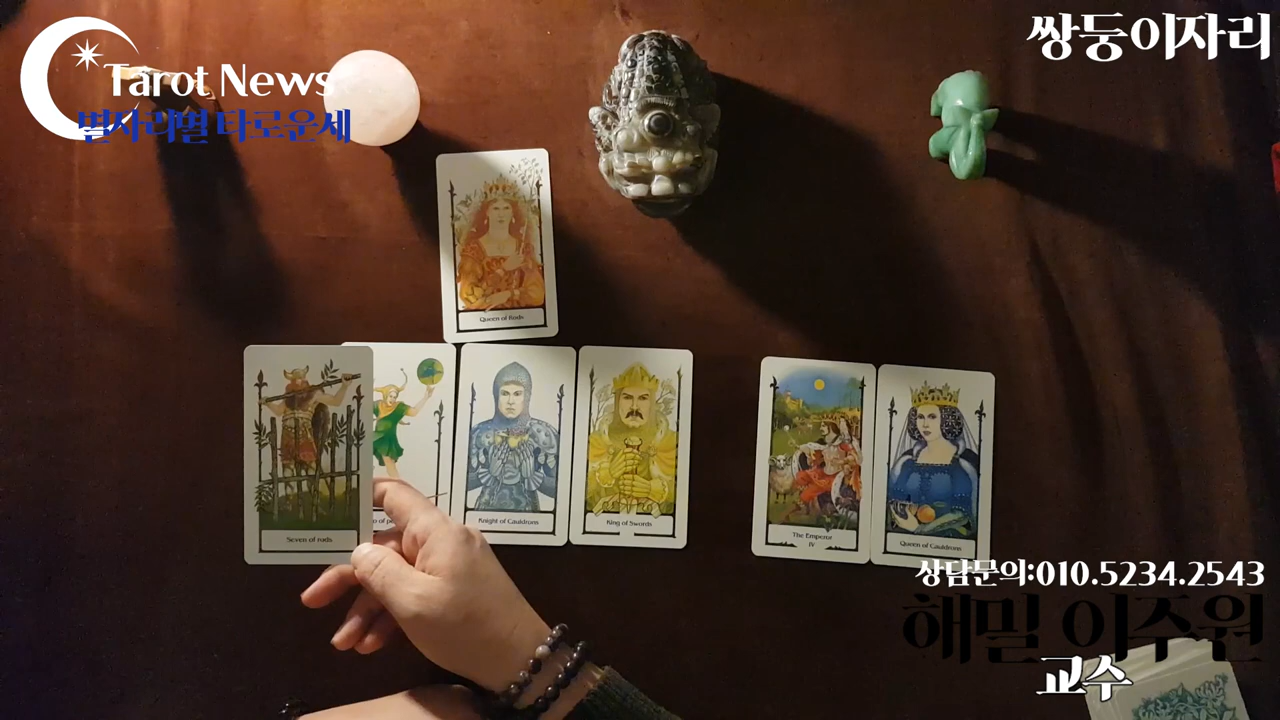 쌍둥이자리
Tarot News
별자리별 타로운세
Queen of Rods
Seven of rods
Knight of Cauldrons
King of Swords
The Emperor
IV
Queen of Cauldrons
상담문의:010.5234.2543
해밀 이주원
교수